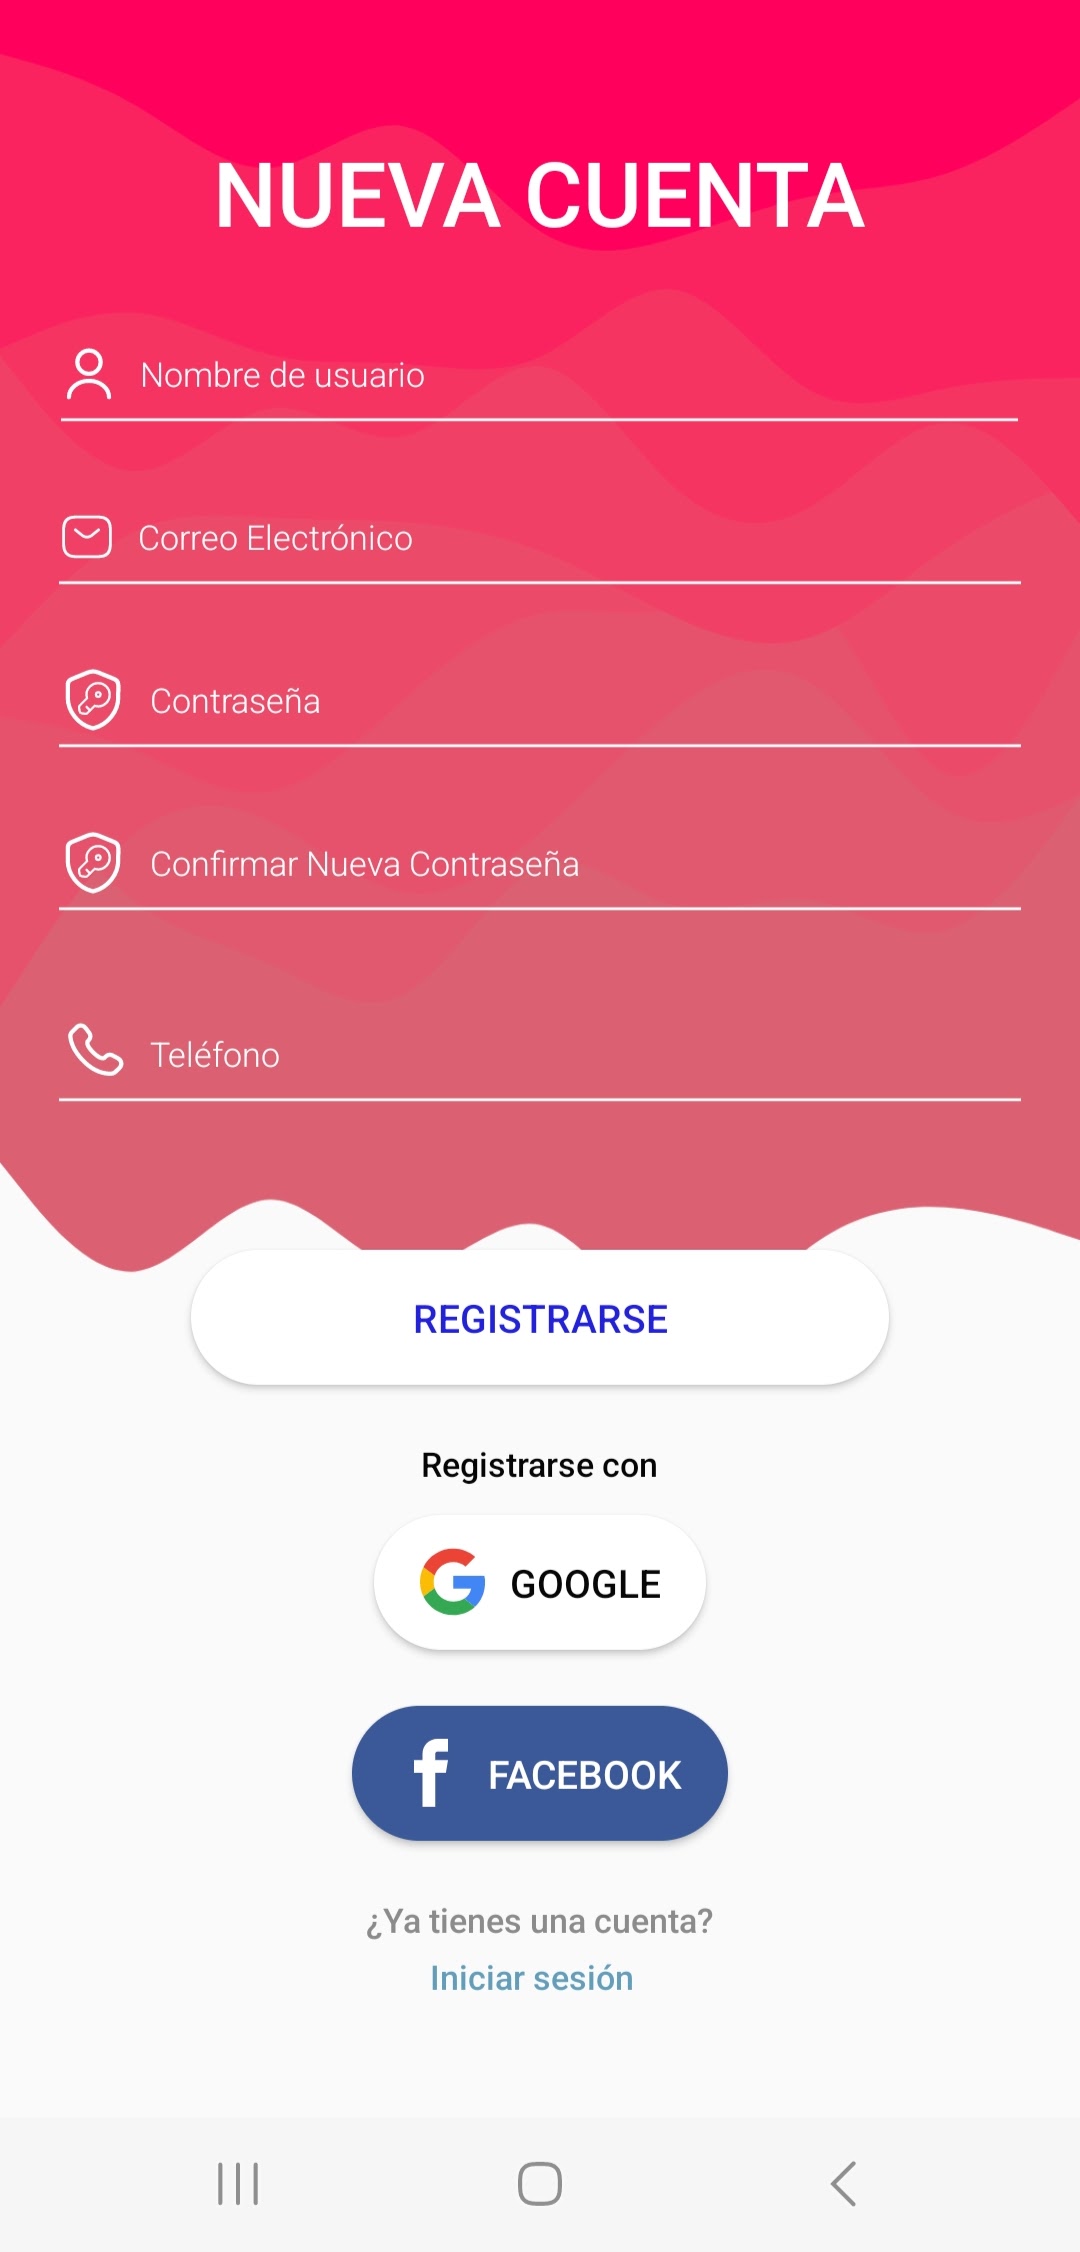 NUEVA CUENTA
Nombre de usuario
Correo Electrónico
Contraseña
Confirmar Nueva Contraseña
Teléfono
REGISTRARSE
Registrarse con
GOOGLE
FACEBOOK
¿Ya tienes una cuenta?
Iniciar sesión